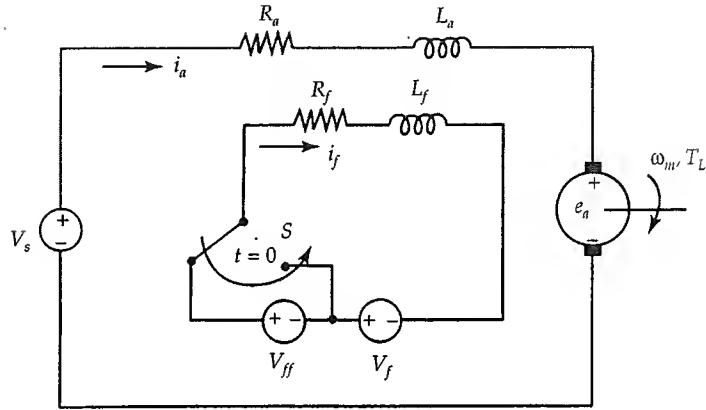 R_a
L_a
i_a
R_f
L_f
i_f
ω_m, T_L
+
e_a
−
+
V_s
−
S
t = 0
+ −
+ −
V_ff
V_f